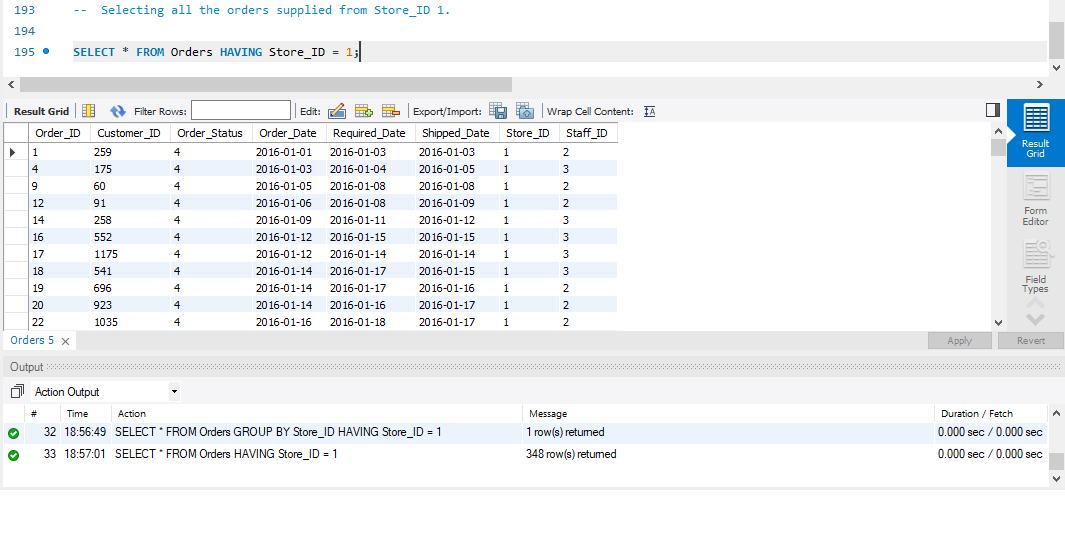 193 -- Selecting all the orders supplied from Store_ID 1.
194
195 SELECT * FROM Orders HAVING Store_ID = 1;
Result Grid Filter Rows: Edit: Export/Import: Wrap Cell Content:
Order_ID Customer_ID Order_Status Order_Date Required_Date Shipped_Date Store_ID Staff_ID
1 259 4 2016-01-01 2016-01-03 2016-01-03 1 2
4 175 4 2016-01-03 2016-01-04 2016-01-05 1 3
9 60 4 2016-01-05 2016-01-08 2016-01-08 1 2
12 91 4 2016-01-06 2016-01-08 2016-01-09 1 2
14 258 4 2016-01-09 2016-01-11 2016-01-12 1 3
16 552 4 2016-01-12 2016-01-15 2016-01-15 1 3
17 1175 4 2016-01-12 2016-01-14 2016-01-14 1 3
18 541 4 2016-01-14 2016-01-17 2016-01-15 1 3
19 696 4 2016-01-14 2016-01-17 2016-01-16 1 2
20 923 4 2016-01-14 2016-01-16 2016-01-17 1 2
22 1035 4 2016-01-16 2016-01-18 2016-01-17 1 2
Result
Grid
Form
Editor
Field
Types
Orders 5 Apply Revert
Output
Action Output
# Time Action Message Duration / Fetch
32 18:56:49 SELECT * FROM Orders GROUP BY Store_ID HAVING Store_ID = 1 1 row(s) returned 0.000 sec / 0.000 sec
33 18:57:01 SELECT * FROM Orders HAVING Store_ID = 1 348 row(s) returned 0.000 sec / 0.000 sec